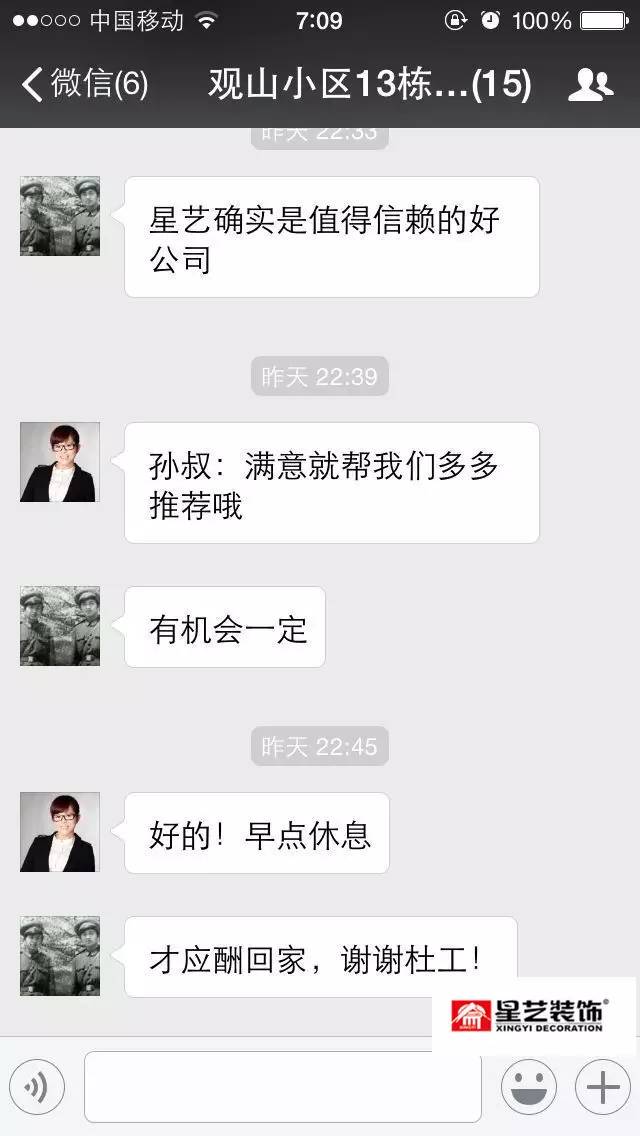 中国移动 7:09 100%
微信(6) 观山小区13栋...(15)
昨天 22:33
星艺确实是值得信赖的好
公司
昨天 22:39
孙叔：满意就帮我们多多
推荐哦
有机会一定
昨天 22:45
好的！早点休息
才应酬回家，谢谢杜工！
星艺装饰®
XINGYI DECORATION